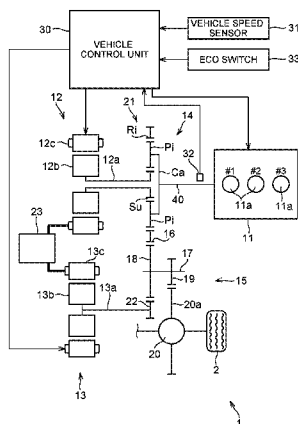 30
VEHICLE
CONTROL UNIT
VEHICLE SPEED
SENSOR
31
ECO SWITCH
33
12
21
14
12c
Ri
Pi
32
12b
12a
Ca
40
#1
#2
#3
11a
11a
11
23
Su
Pi
16
13c
18
17
19
15
13b
13a
22
20a
20
2
13
1